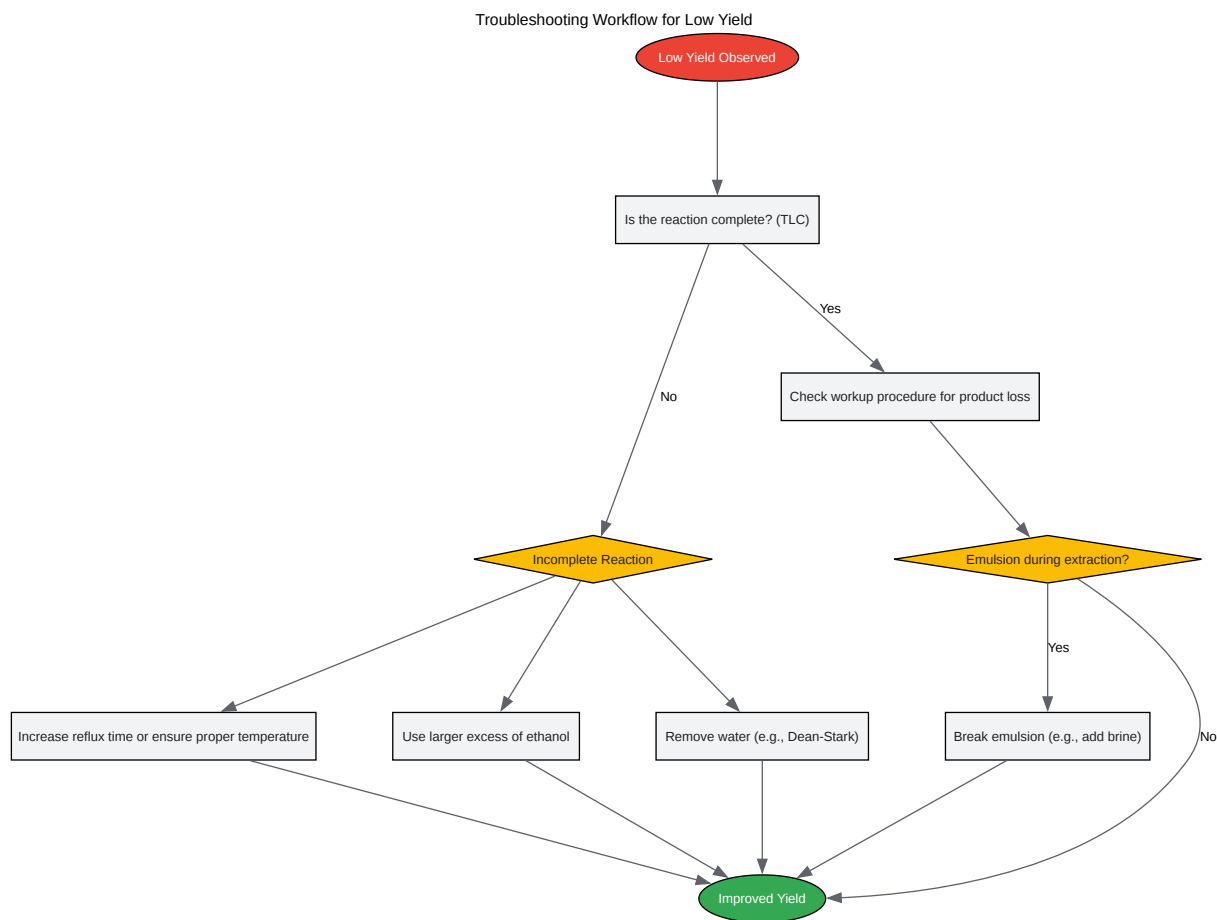 Troubleshooting Workflow for Low Yield
Low Yield Observed
Is the reaction complete? (TLC)
Yes
No
Check workup procedure for product loss
Incomplete Reaction
Emulsion during extraction?
Yes
No
Increase reflux time or ensure proper temperature
Use larger excess of ethanol
Remove water (e.g., Dean-Stark)
Break emulsion (e.g., add brine)
Improved Yield